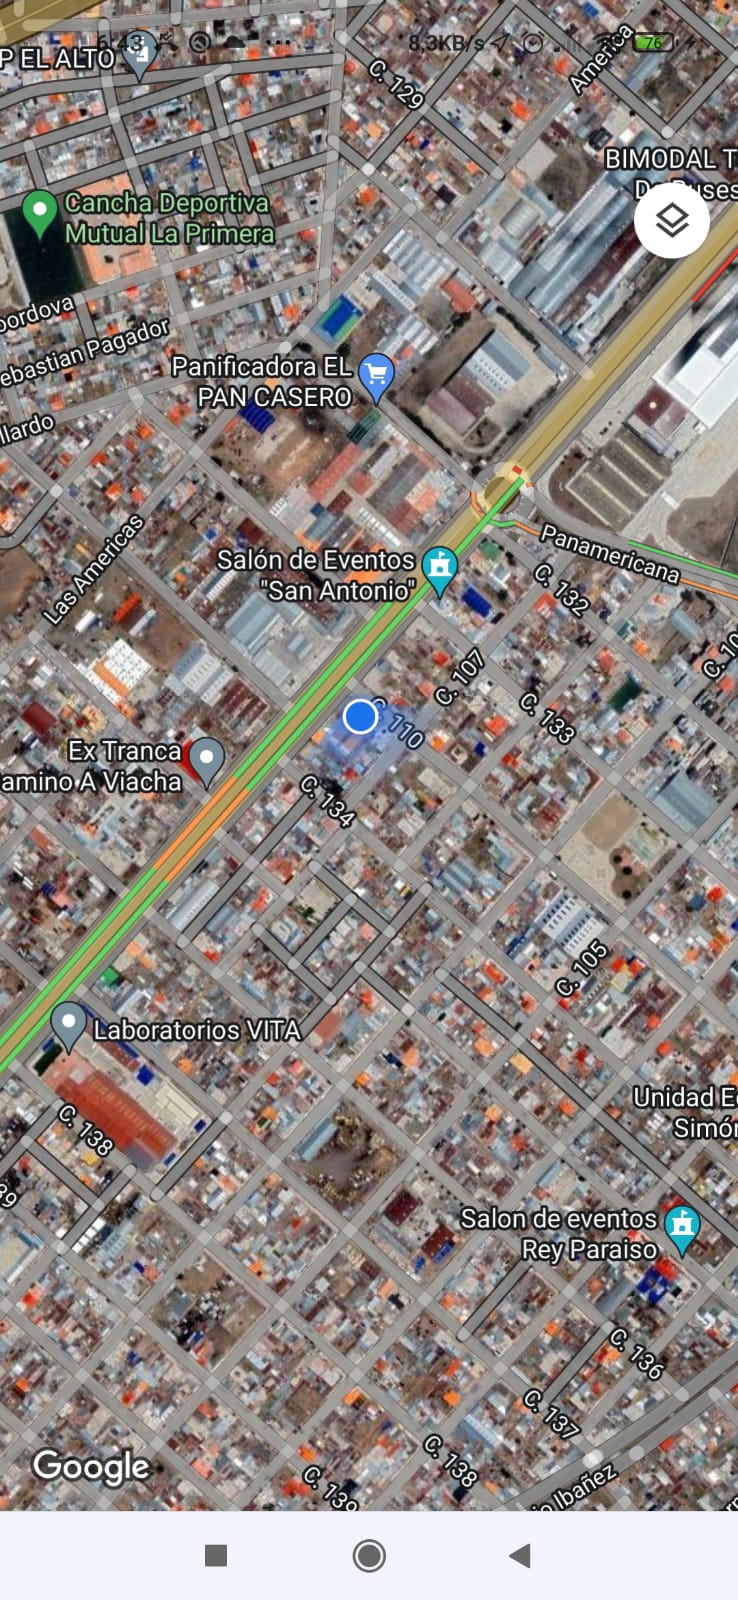 6:43
8,3KB/s
76
P EL ALTO
C. 129
America
BIMODAL T
De Buses
Cancha Deportiva
Mutual La Primera
oordova
ebastian Pagador
llardo
Panificadora EL
PAN CASERO
Las Americas
Salón de Eventos
"San Antonio"
Panamericana
C. 132
C. 10
C. 107
C. 133
C. 110
Ex Tranca
amino A Viacha
C. 134
C. 105
Laboratorios VITA
Unidad E
Simón
C. 138
39
Salon de eventos
Rey Paraiso
C. 136
C. 137
C. 138
Google
C. 139
io Ibañez